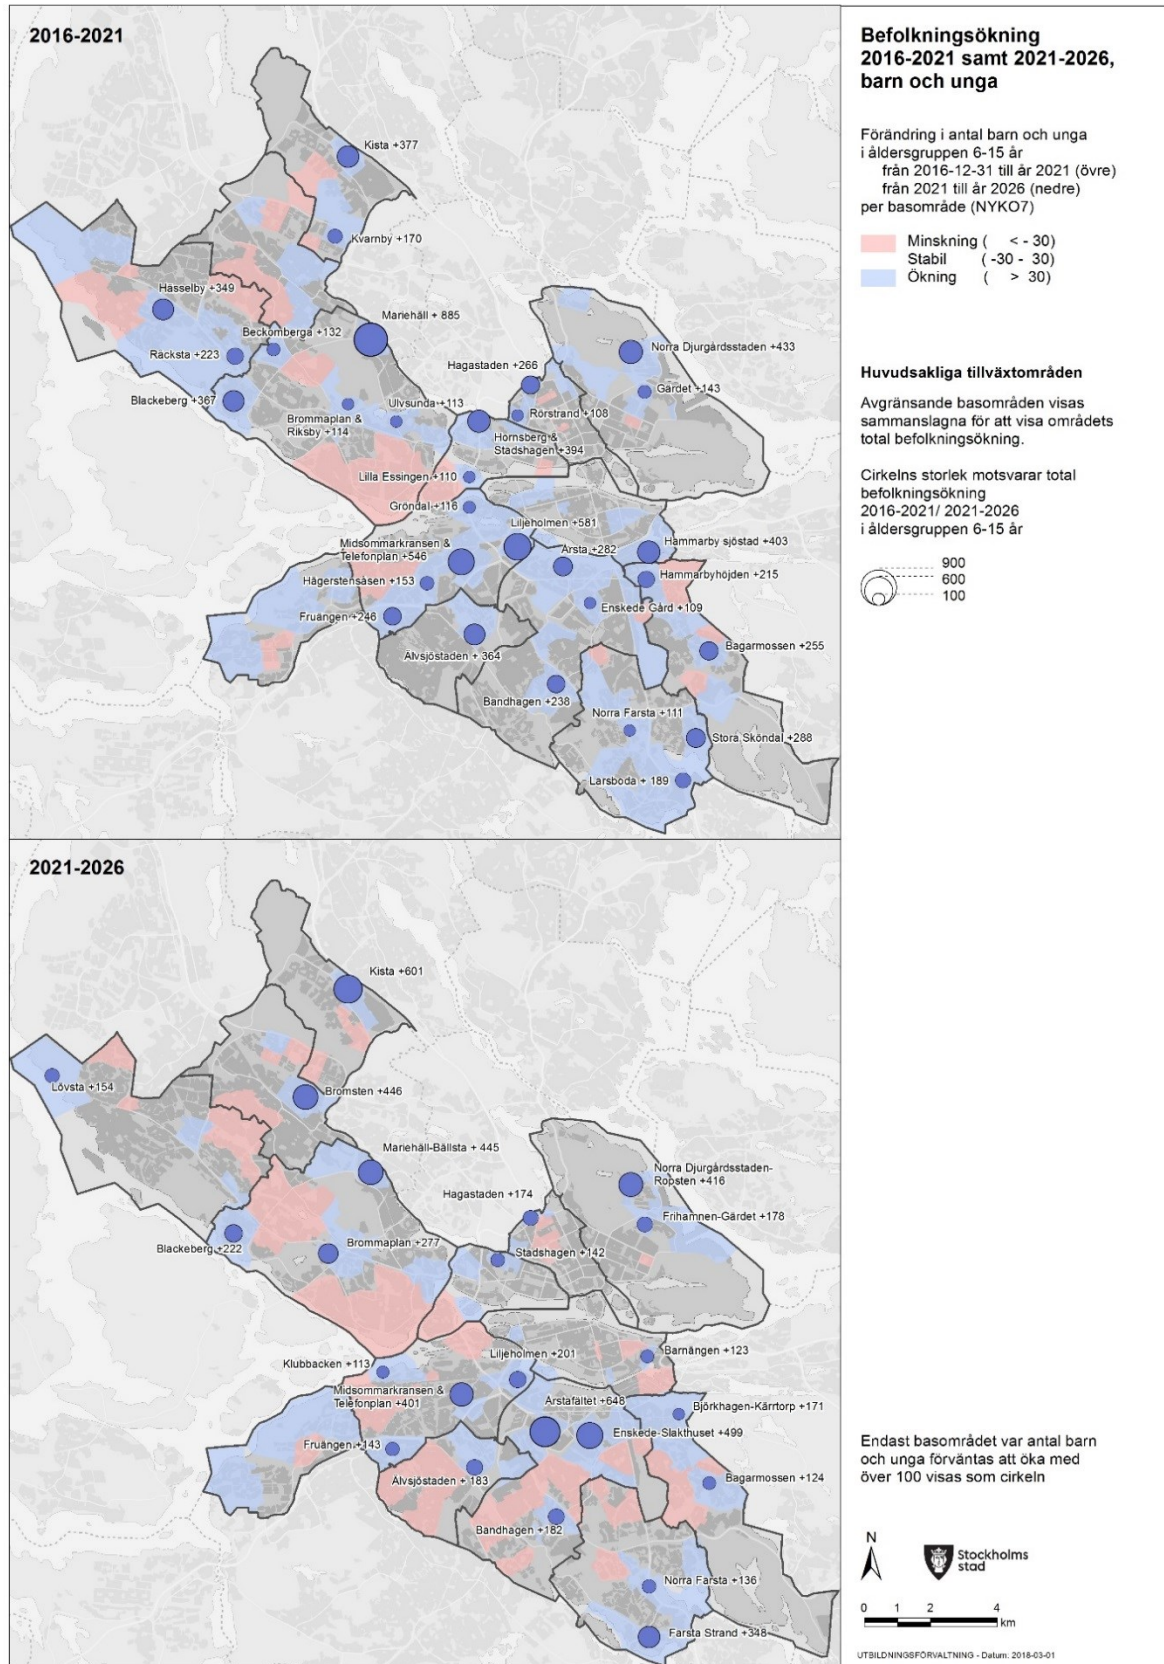 2016-2021
Kista +377
Kvarnby +170
Hässelby +349
Mariehäll + 885
Beckomberga +132
Räcksta +223
Blackeberg +367
Brommaplan &
Riksby +114
Ulvsunda +113
Hagastaden +266
Rörstrand +108
Hornsberg &
Stadshagen +394
Norra Djurgårdsstaden +433
Gärdet +143
Lilla Essingen +110
Gröndal +116
Liljeholmen +581
Midsommarkransen &
Telefonplan +546
Årsta +282
Hammarby sjöstad +403
Hammarbyhöjden +215
Hägerstensåsen +153
Enskede Gård +109
Fruängen +246
Älvsjöstaden + 364
Bagarmossen +255
Bandhagen +238
Norra Farsta +111
Stora Sköndal +288
Larsboda + 189
2021-2026
Kista +601
Lövsta +154
Bromsten +446
Mariehäll-Bällsta + 445
Hagastaden +174
Norra Djurgårdsstaden-
Ropsten +416
Frihamnen-Gärdet +178
Blackeberg +222
Brommaplan +277
Stadshagen +142
Klubbacken +113
Liljeholmen +201
Barnängen +123
Midsommarkransen &
Telefonplan +401
Årstafältet +648
Björkhagen-Kärrtorp +171
Enskede-Slakthuset +499
Fruängen +143
Älvsjöstaden + 183
Bagarmossen +124
Bandhagen +182
Norra Farsta +136
Farsta Strand +348
Befolkningsökning
2016-2021 samt 2021-2026,
barn och unga
Förändring i antal barn och unga
i åldersgruppen 6-15 år
från 2016-12-31 till år 2021 (övre)
från 2021 till år 2026 (nedre)
per basområde (NYKO7)
Minskning ( < - 30)
Stabil ( -30 - 30)
Ökning ( > 30)
Huvudsakliga tillväxtområden
Avgränsande basområden visas
sammanslagna för att visa områdets
total befolkningsökning.
Cirkelns storlek motsvarar total
befolkningsökning
2016-2021/ 2021-2026
i åldersgruppen 6-15 år
900
600
100
Endast basområdet var antal barn
och unga förväntas att öka med
över 100 visas som cirkeln
N
Stockholms
stad
0 1 2 4
km
UTBILDNINGSFÖRVALTNING - Datum: 2018-03-01